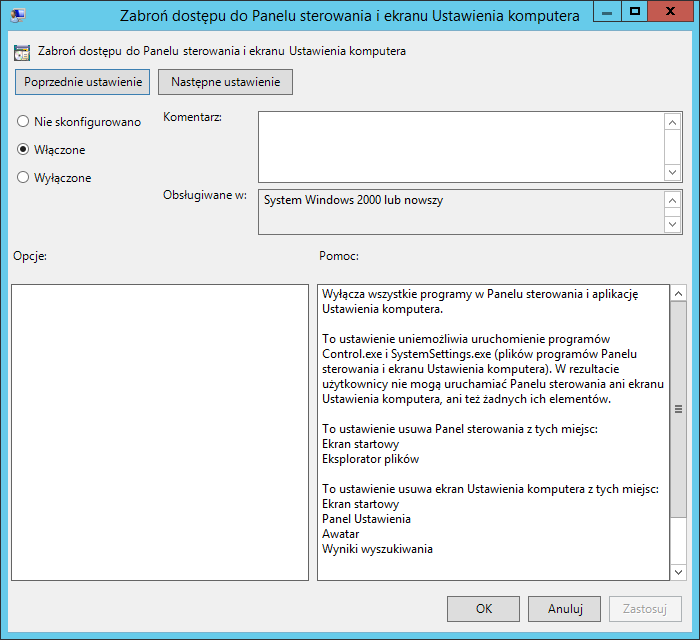 Zabroń dostępu do Panelu sterowania i ekranu Ustawienia komputera
Zabroń dostępu do Panelu sterowania i ekranu Ustawienia komputera
Poprzednie ustawienie
Następne ustawienie
Nie skonfigurowano
Włączone
Wyłączone
Komentarz:
Obsługiwane w:
System Windows 2000 lub nowszy
Opcje:
Pomoc:
Wyłącza wszystkie programy w Panelu sterowania i aplikację
Ustawienia komputera.
To ustawienie uniemożliwia uruchomienie programów
Control.exe i SystemSettings.exe (plików programów Panelu
sterowania i ekranu Ustawienia komputera). W rezultacie
użytkownicy nie mogą uruchamiać Panelu sterowania ani ekranu
Ustawienia komputera, ani też żadnych ich elementów.
To ustawienie usuwa Panel sterowania z tych miejsc:
Ekran startowy
Eksplorator plików
To ustawienie usuwa ekran Ustawienia komputera z tych miejsc:
Ekran startowy
Panel Ustawienia
Awatar
Wyniki wyszukiwania
OK
Anuluj
Zastosuj